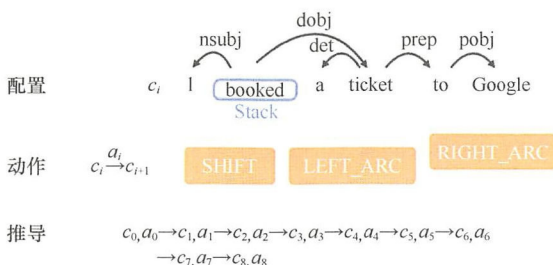 dobj
nsubj det prep pobj
配置 cᵢ I booked a ticket to Google
Stack
动作 cᵢ →(aᵢ) cᵢ₊₁ SHIFT LEFT_ARC RIGHT_ARC
推导 c₀,a₀→c₁,a₁→c₂,a₂→c₃,a₃→c₄,a₄→c₅,a₅→c₆,a₆
→c₇,a₇→c₈,a₈